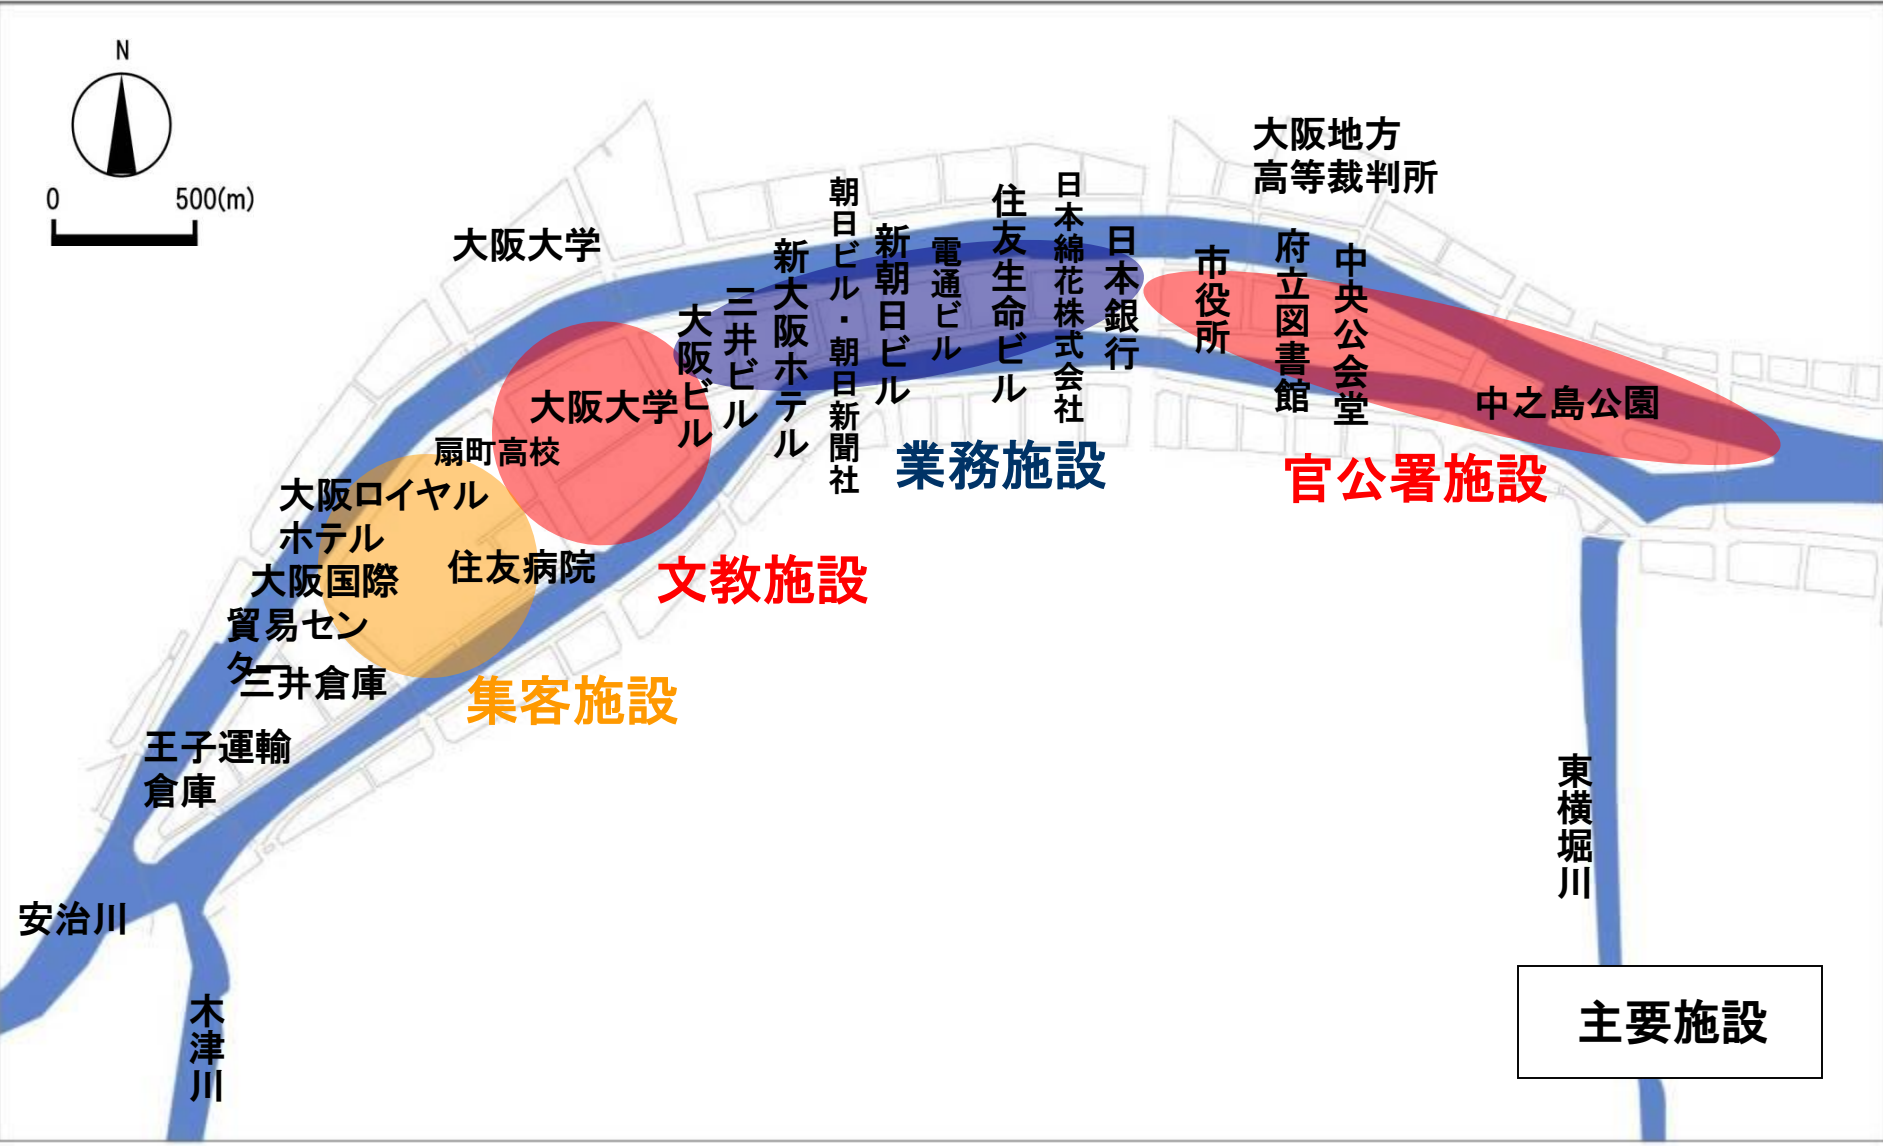 N
0 500(m)
大阪地方
高等裁判所
大阪大学
大阪ビル
三井ビル
新大阪ホテル
朝日ビル・朝日新聞社
新朝日ビル
電通ビル
住友生命ビル
日本綿花株式会社
日本銀行
市役所
府立図書館
中央公会堂
中之島公園
大阪大学
扇町高校
大阪ロイヤル
ホテル
大阪国際
貿易セン
ター
住友病院
三井倉庫
王子運輸
倉庫
業務施設
官公署施設
文教施設
集客施設
安治川
木津川
東横堀川
主要施設